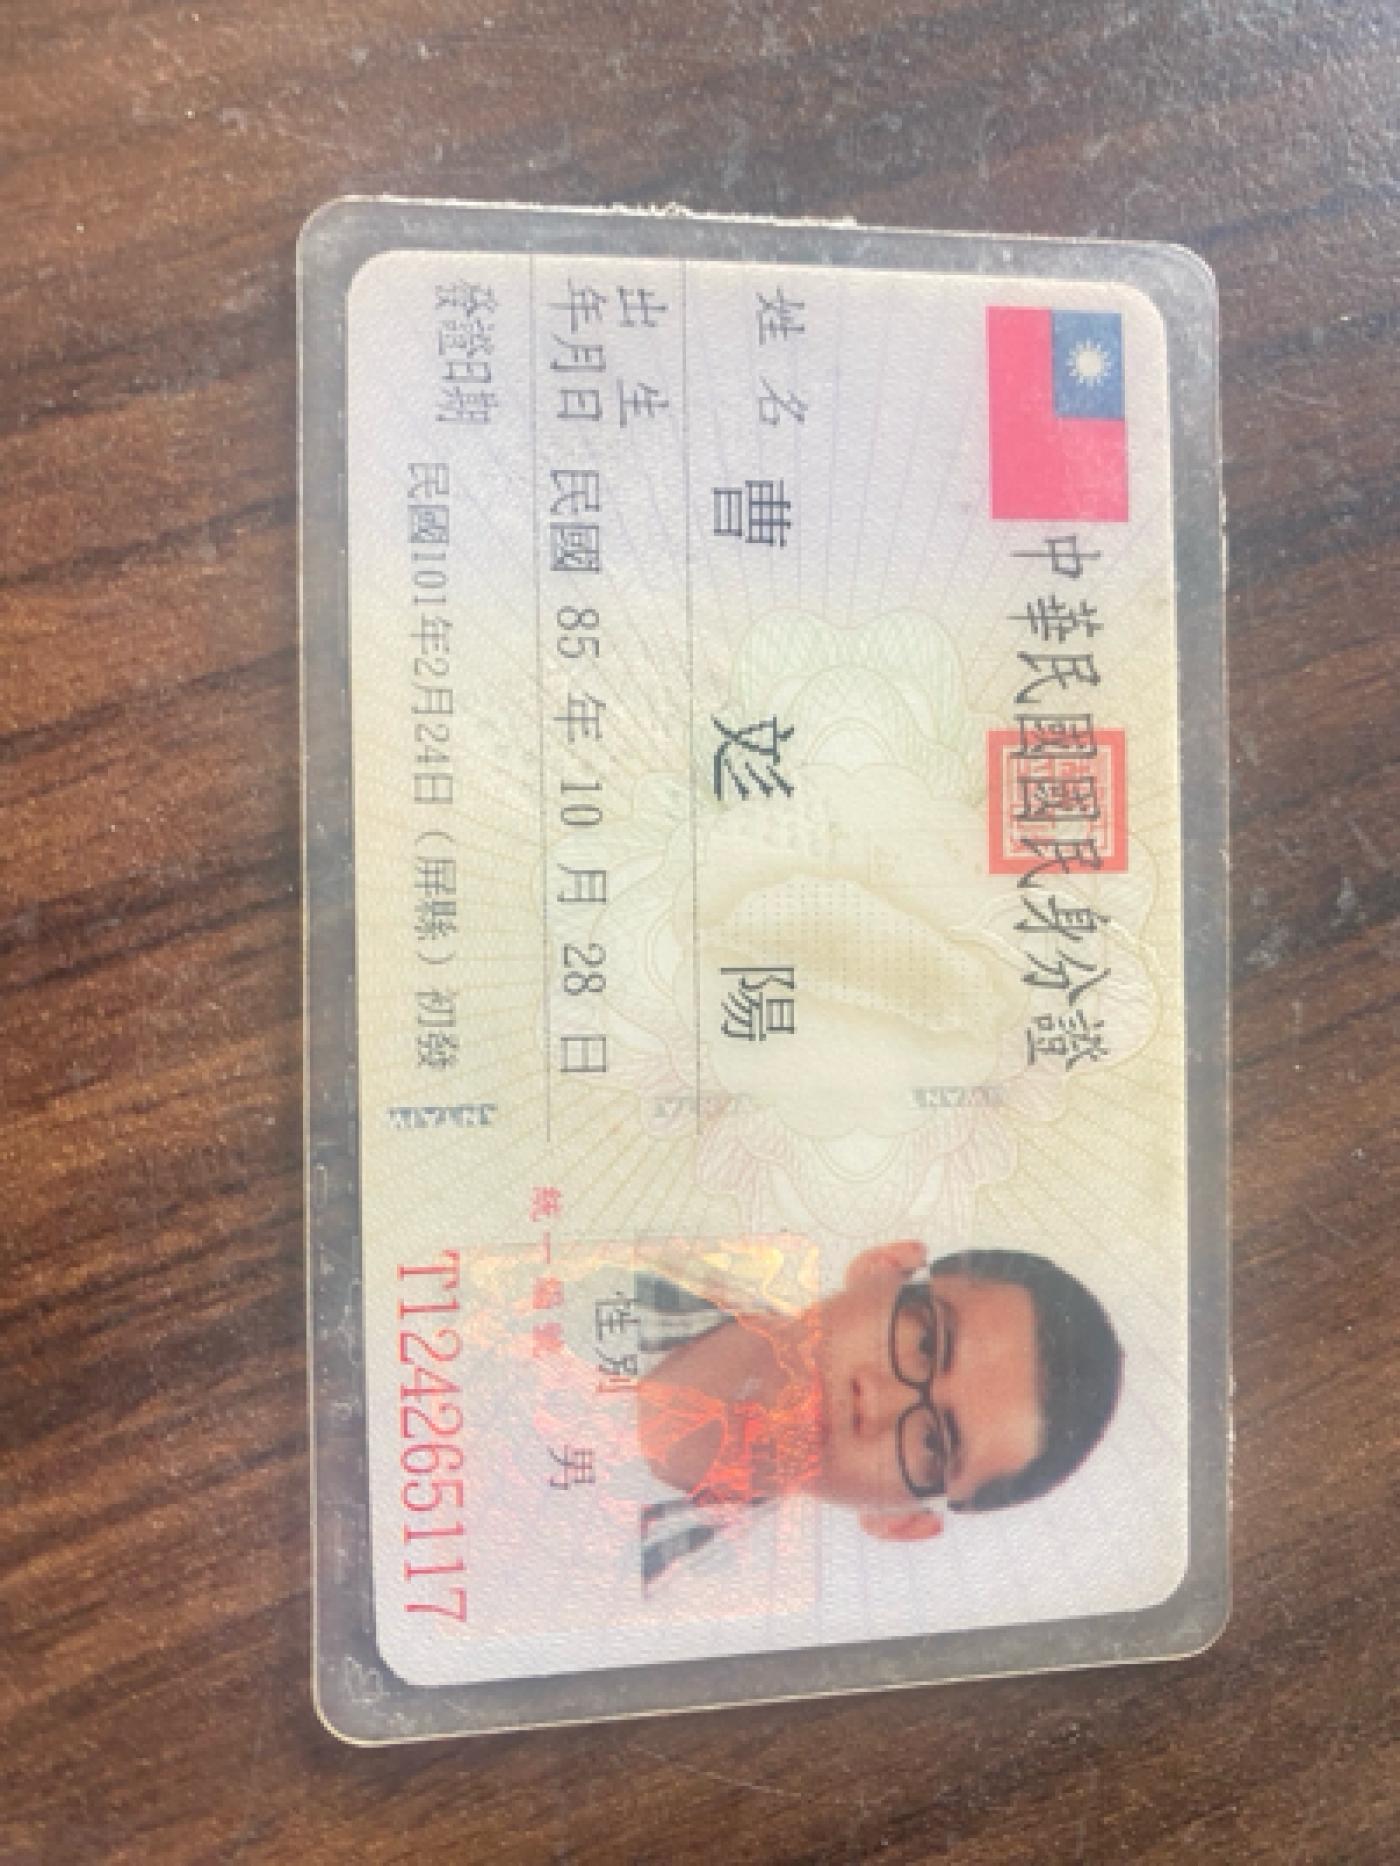 中華民國國民身分證
姓名 曹彣陽
出生年月日 民國 85 年 10 月 28 日
性別 男
發證日期 民國101年2月24日（屏縣）初發
統一編號
T124265117